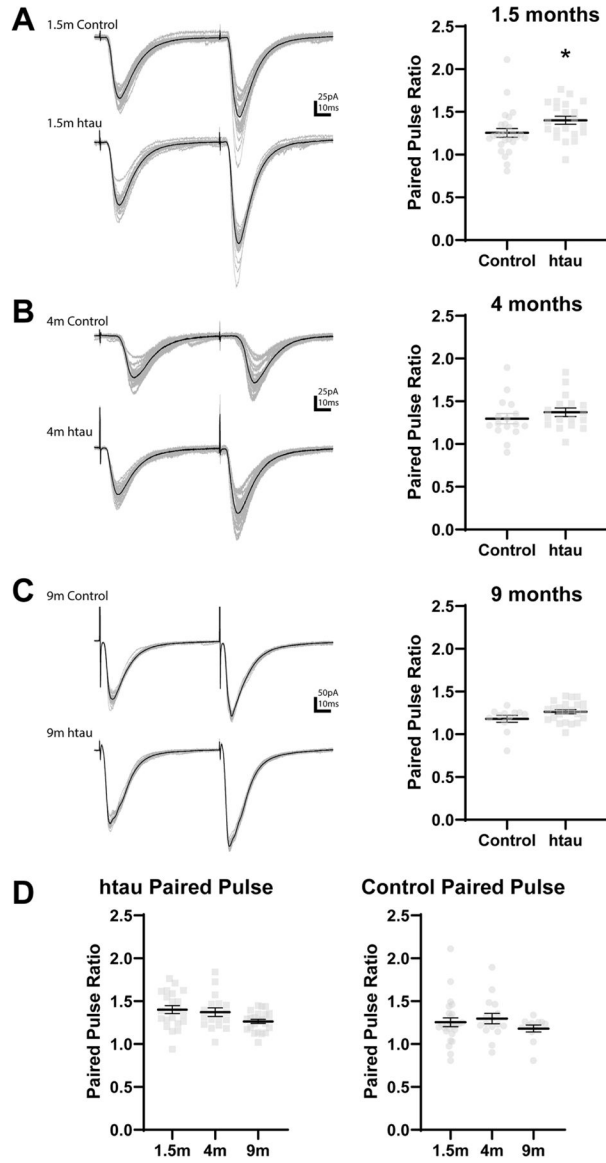 A
1.5m Control
25pA
10ms
1.5m htau
1.5 months
*
Paired Pulse Ratio
2.5
2.0
1.5
1.0
0.5
0.0
Control htau
B
4m Control
25pA
10ms
4m htau
4 months
Paired Pulse Ratio
2.5
2.0
1.5
1.0
0.5
0.0
Control htau
C
9m Control
50pA
10ms
9m htau
9 months
Paired Pulse Ratio
2.5
2.0
1.5
1.0
0.5
0.0
Control htau
D
htau Paired Pulse
Paired Pulse Ratio
2.5
2.0
1.5
1.0
0.5
0.0
1.5m 4m 9m
Control Paired Pulse
Paired Pulse Ratio
2.5
2.0
1.5
1.0
0.5
0.0
1.5m 4m 9m